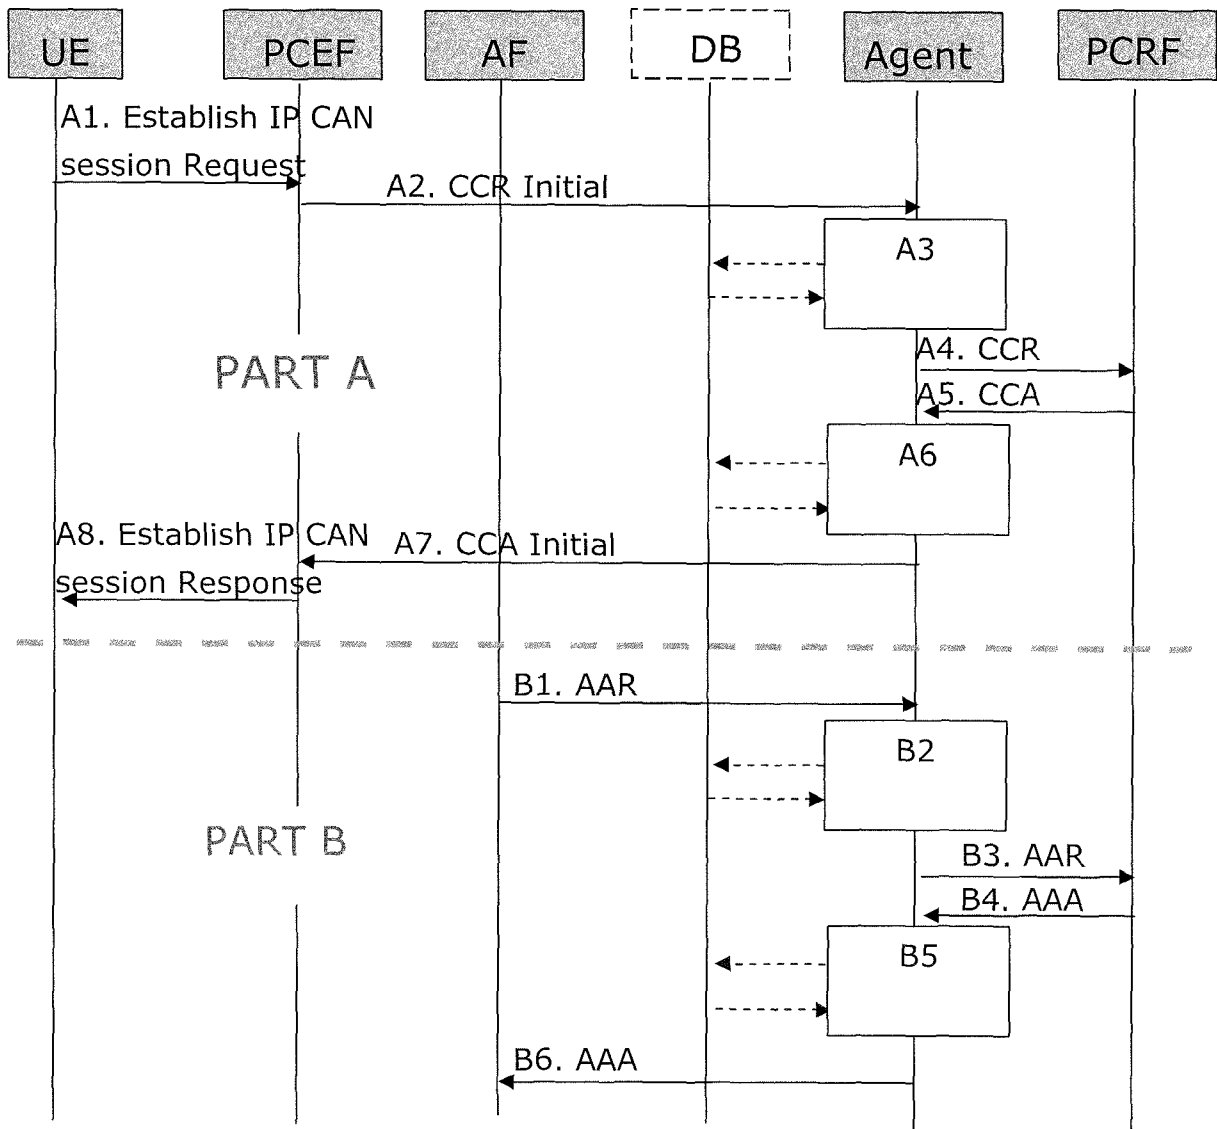 UE PCEF AF DB Agent PCRF
A1. Establish IP CAN
session Request
A2. CCR Initial
A3
A4. CCR
PART A
A5. CCA
A6
A8. Establish IP CAN
A7. CCA Initial
session Response
B1. AAR
B2
PART B
B3. AAR
B4. AAA
B5
B6. AAA